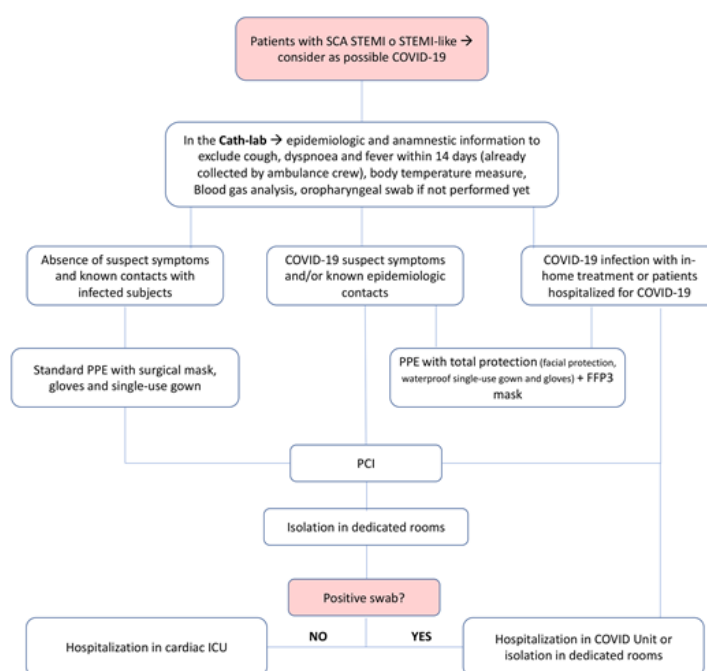 Patients with SCA STEMI o STEMI-like →
consider as possible COVID-19
In the Cath-lab → epidemiologic and anamnestic information to
exclude cough, dyspnoea and fever within 14 days (already
collected by ambulance crew), body temperature measure,
Blood gas analysis, oropharyngeal swab if not performed yet
Absence of suspect symptoms
and known contacts with
infected subjects
COVID-19 suspect symptoms
and/or known epidemiologic
contacts
COVID-19 infection with in-
home treatment or patients
hospitalized for COVID-19
Standard PPE with surgical mask,
gloves and single-use gown
PPE with total protection (facial protection,
waterproof single-use gown and gloves) + FFP3
mask
PCI
Isolation in dedicated rooms
Positive swab?
NO
YES
Hospitalization in cardiac ICU
Hospitalization in COVID Unit or
isolation in dedicated rooms